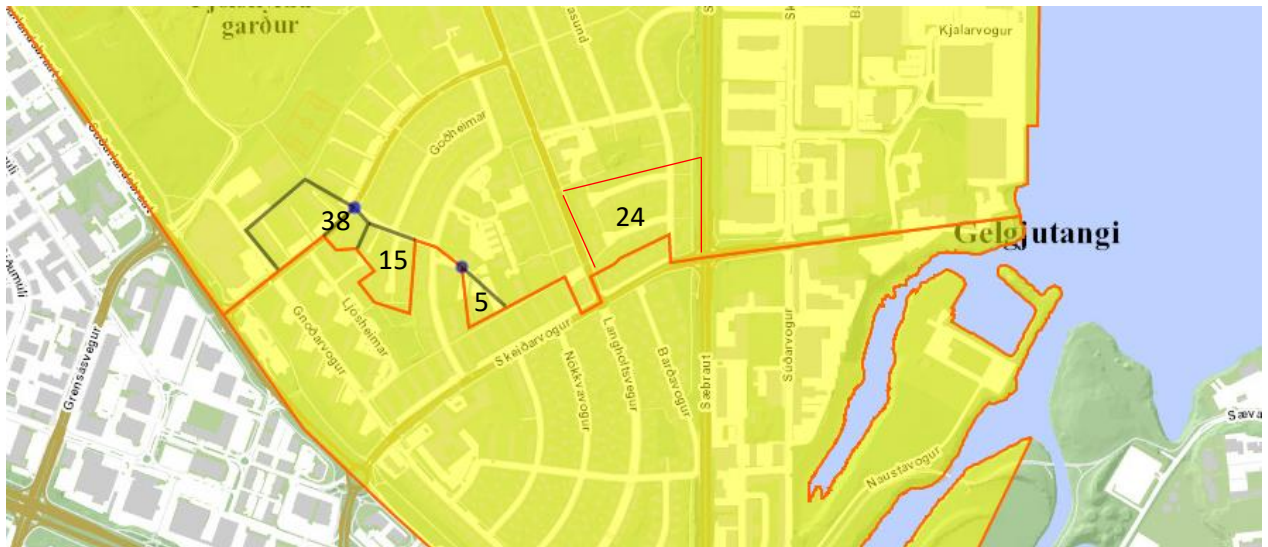 garður
Kjalarvogur
Suðurlandsbraut
Goðheimar
38
24
15
5
Gelgjutangi
Gnoðarvogur
Ljósheimar
Skeiðarvogur
Nökkvavogur
Langholtsvegur
Barðavogur
Sæbraut
Súðarvogur
Grensásvegur
Naustavogur
Sæva